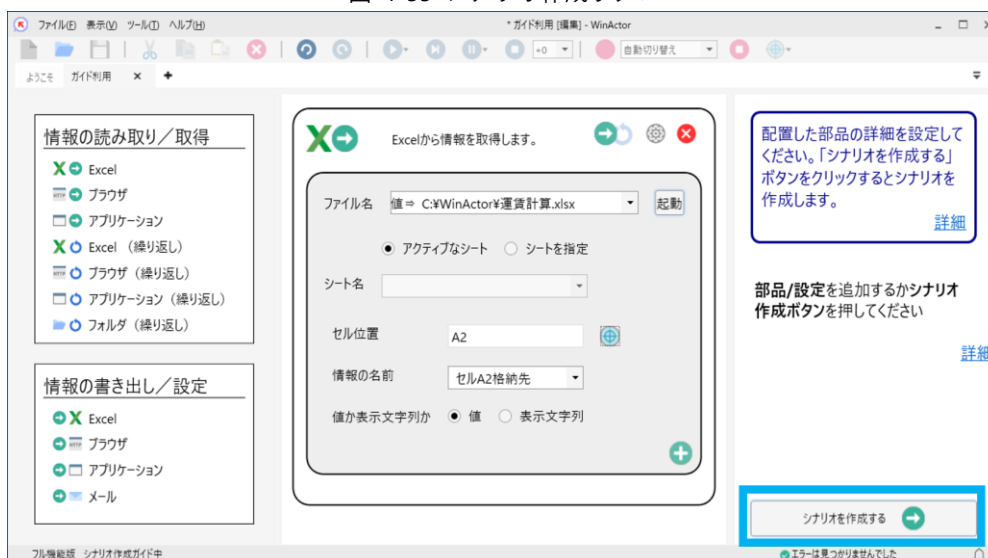 ファイル(E) 表示(V) ツール(T) ヘルプ(H)
* ガイド利用 [編集] - WinActor
+0
自動切り替え
ようこそ ガイド利用
情報の読み取り／取得
Excel
ブラウザ
アプリケーション
Excel （繰り返し）
ブラウザ（繰り返し）
アプリケーション（繰り返し）
フォルダ（繰り返し）
情報の書き出し／設定
Excel
ブラウザ
アプリケーション
メール
Excelから情報を取得します。
ファイル名 値⇒ C:¥WinActor¥運賃計算.xlsx 起動
アクティブなシート シートを指定
シート名
セル位置 A2
情報の名前 セルA2格納先
値か表示文字列か 値 表示文字列
配置した部品の詳細を設定して
ください。「シナリオを作成する」
ボタンをクリックするとシナリオを
作成します。
詳細
部品/設定を追加するかシナリオ
作成ボタンを押してください
詳細
シナリオを作成する
フル機能版 シナリオ作成ガイド中
エラーは見つかりませんでした